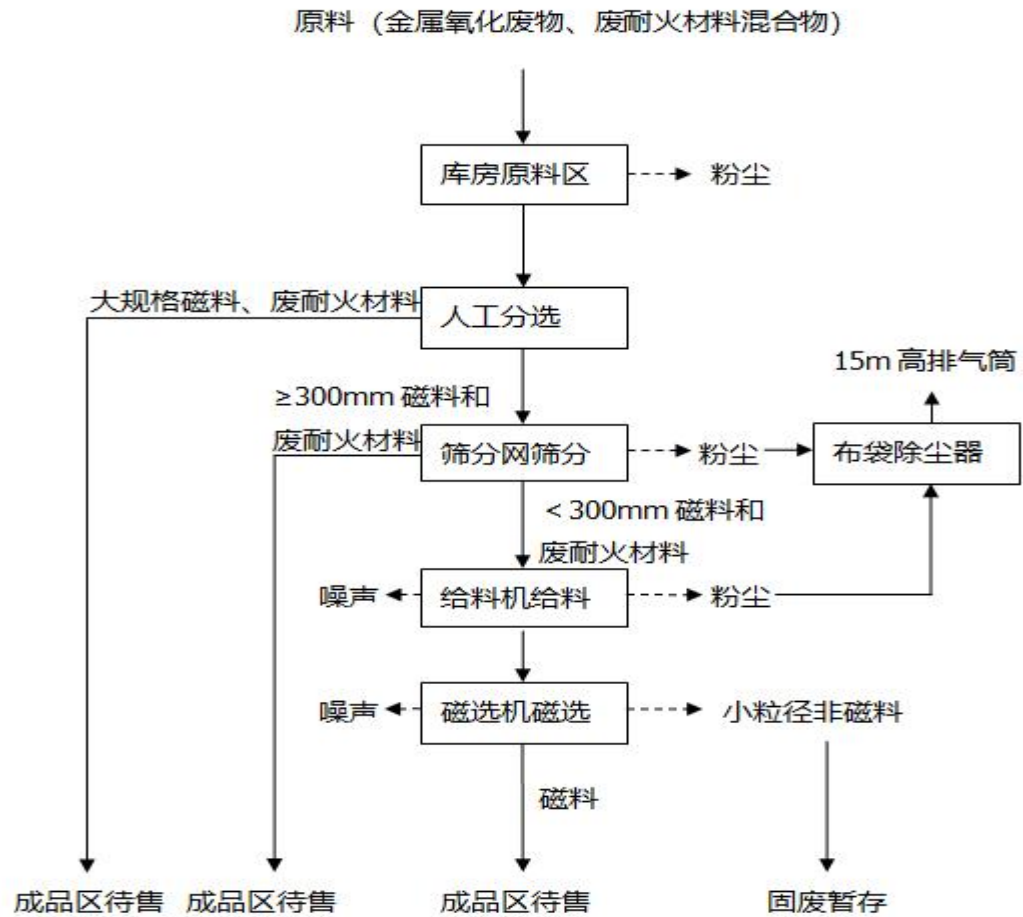 原料（金属氧化废物、废耐火材料混合物）
库房原料区
粉尘
大规格磁料、废耐火材料
人工分选
15m 高排气筒
≥300mm 磁料和
废耐火材料
筛分网筛分
粉尘
布袋除尘器
＜300mm 磁料和
废耐火材料
噪声
给料机给料
粉尘
噪声
磁选机磁选
小粒径非磁料
磁料
成品区待售
成品区待售
成品区待售
固废暂存